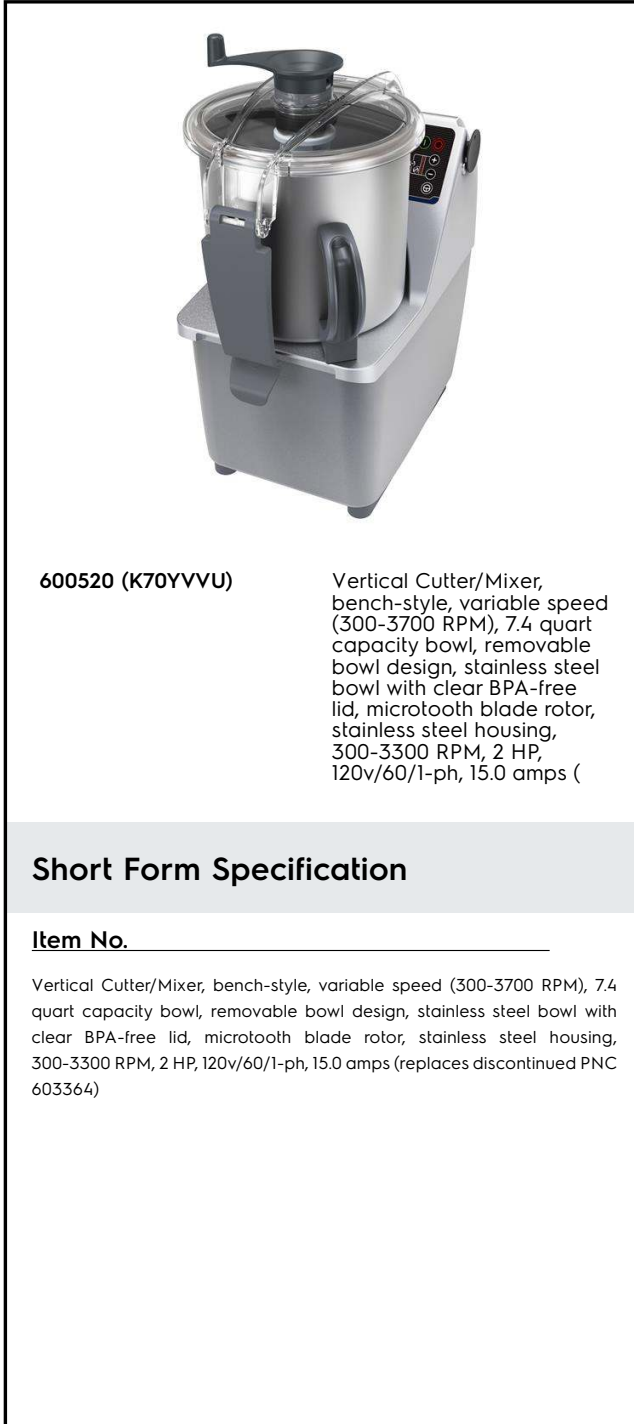 600520 (K70YVVU)
Vertical Cutter/Mixer,
bench-style, variable speed
(300-3700 RPM), 7.4 quart
capacity bowl, removable
bowl design, stainless steel
bowl with clear BPA-free
lid, microtooth blade rotor,
stainless steel housing,
300-3300 RPM, 2 HP,
120v/60/1-ph, 15.0 amps (
Short Form Specification
Item No.
Vertical Cutter/Mixer, bench-style, variable speed (300-3700 RPM), 7.4
quart capacity bowl, removable bowl design, stainless steel bowl with
clear BPA-free lid, microtooth blade rotor, stainless steel housing,
300-3300 RPM, 2 HP, 120v/60/1-ph, 15.0 amps (replaces discontinued PNC
603364)